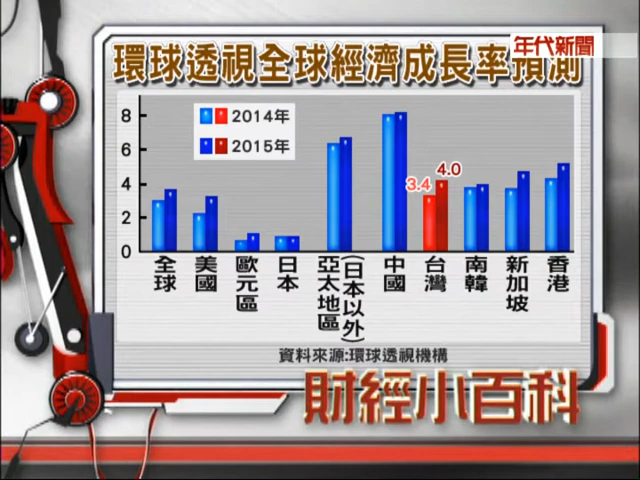 年代新聞
環球透視全球經濟成長率預測
2014年
2015年
8
6
4
2
0
3.4
4.0
全球
美國
歐元區
日本
亞太地區
(日本以外)
中國
台灣
南韓
新加坡
香港
資料來源:環球透視機構
財經小百科